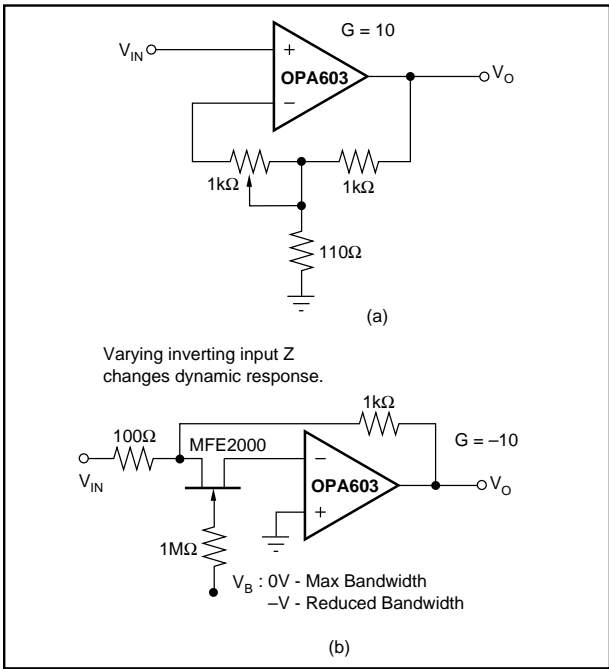 G = 10
V_IN
+
OPA603
V_O
−
1kΩ
1kΩ
110Ω
(a)
Varying inverting input Z
changes dynamic response.
1kΩ
100Ω
MFE2000
G = –10
−
V_IN
OPA603
V_O
+
1MΩ
V_B : 0V - Max Bandwidth
–V - Reduced Bandwidth
(b)